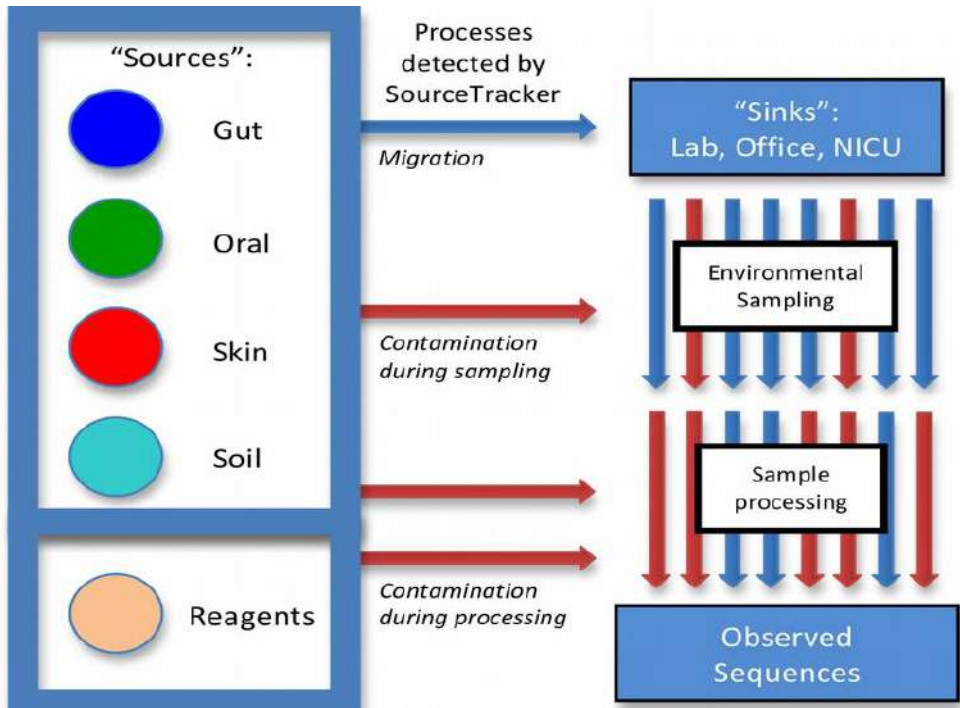 “Sources”:
Gut
Oral
Skin
Soil
Reagents
Processes
detected by
SourceTracker
Migration
Contamination
during sampling
Contamination
during processing
“Sinks”:
Lab, Office, NICU
Environmental
Sampling
Sample
processing
Observed
Sequences